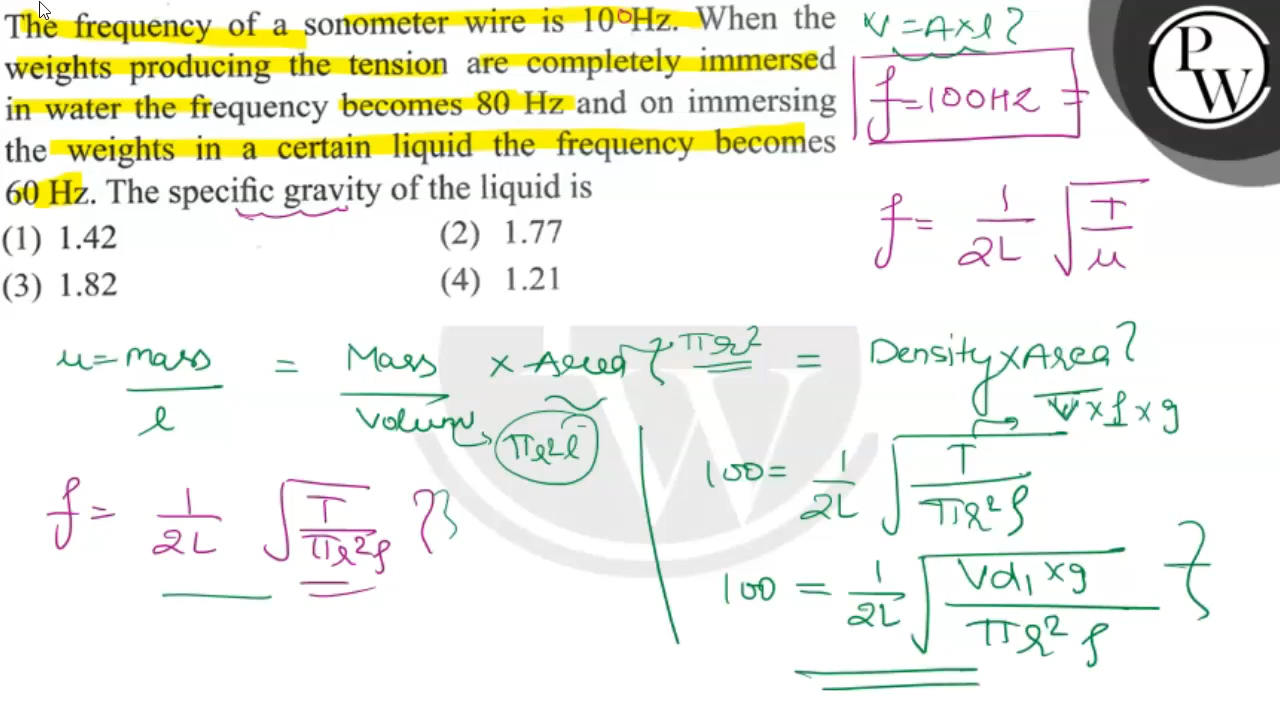 The frequency of a sonometer wire is 100 Hz. When the
weights producing the tension are completely immersed
in water the frequency becomes 80 Hz and on immersing
the weights in a certain liquid the frequency becomes
60 Hz. The specific gravity of the liquid is
(1) 1.42 (2) 1.77
(3) 1.82 (4) 1.21
V = A × l ?
f = 100HZ =
PW
f = 1/2L √(T/μ)
μ = mass/l = Mass/Volume × Area { πr² = Density × Area ?
πr²l
V × ρ × g
f = 1/2L √(T/πr²ρ) ?}
100 = 1/2L √(T/πr²ρ)
100 = 1/2L √(Vd₁ × g/πr²ρ) }